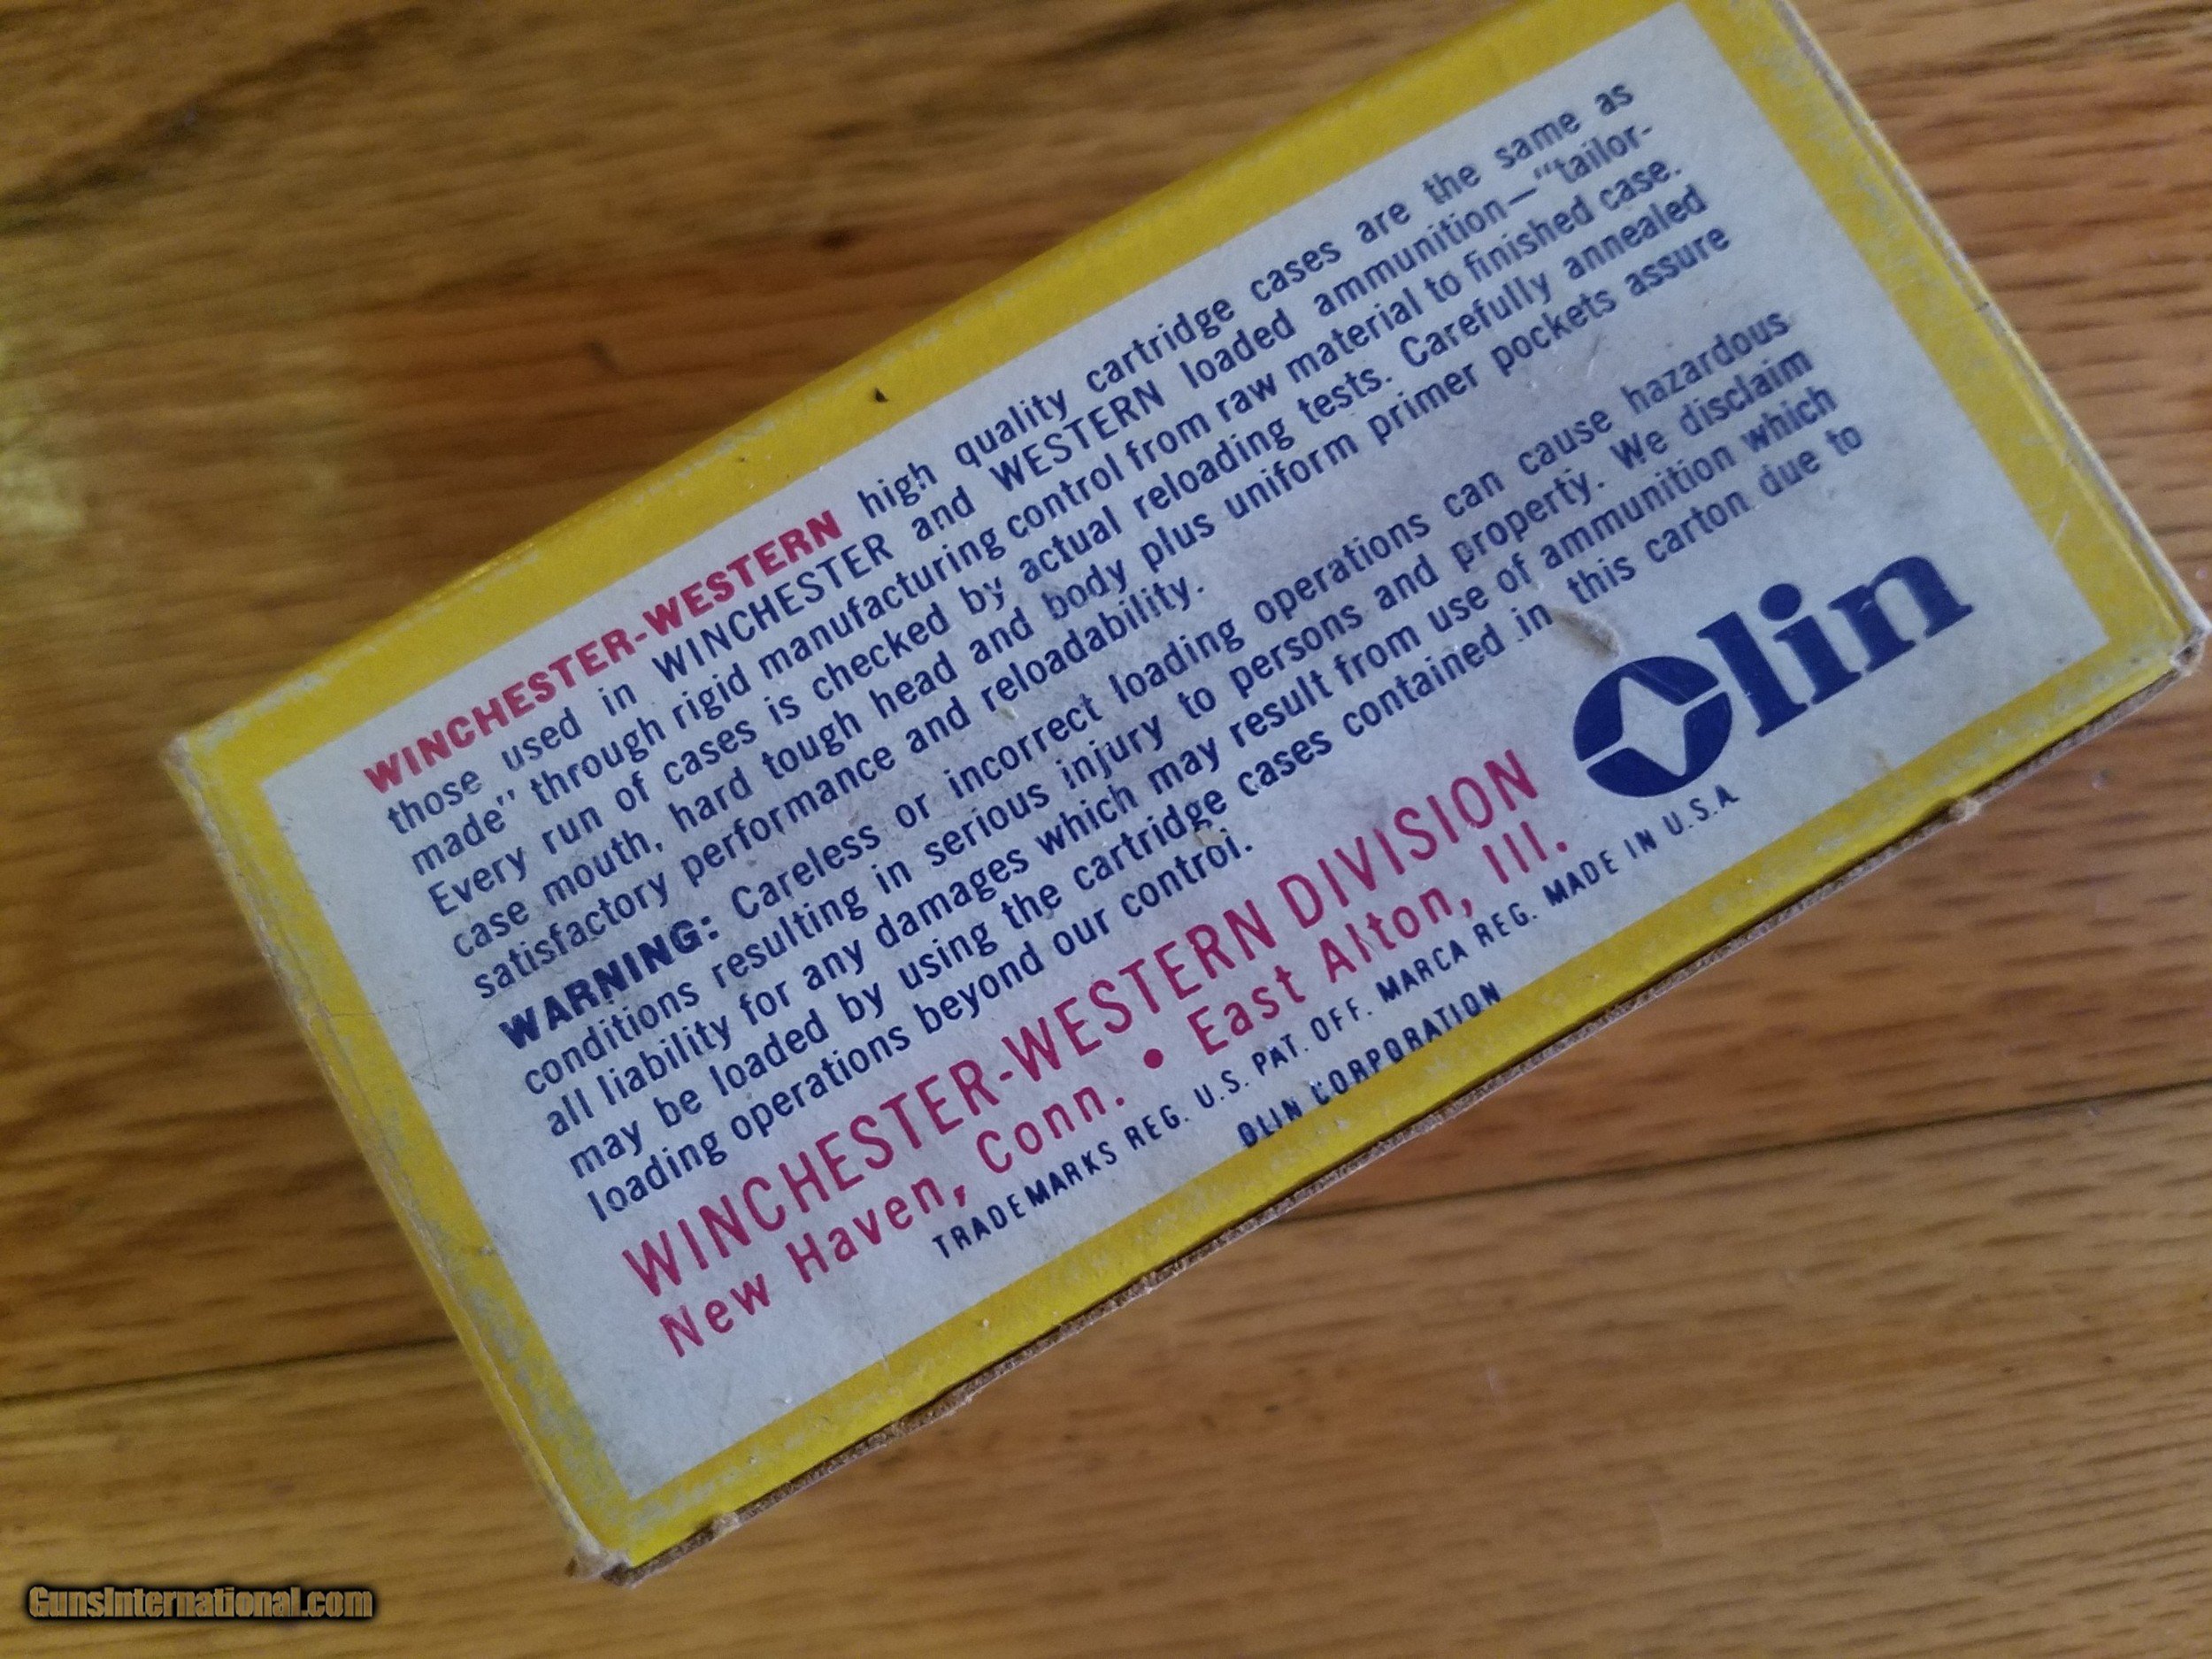 WINCHESTER-WESTERN high quality cartridge cases are the same as
those used in WINCHESTER and WESTERN loaded ammunition—"tailor-
made" through rigid manufacturing control from raw material to finished case.
Every run of cases is checked by actual reloading tests. Carefully annealed
case mouth, hard tough head and body plus uniform primer pockets assure
satisfactory performance and reloadability.
WARNING: Careless or incorrect loading operations can cause hazardous
conditions resulting in serious injury to persons and property. We disclaim
all liability for any damages which may result from use of ammunition which
may be loaded by using the cartridge cases contained in this carton due to
loading operations beyond our control.
Olin
WINCHESTER-WESTERN DIVISION
New Haven, Conn. • East Alton, Ill.
TRADEMARKS REG. U.S. PAT. OFF. MARCA REG. MADE IN U.S.A.
OLIN CORPORATION
GunsInternational.com